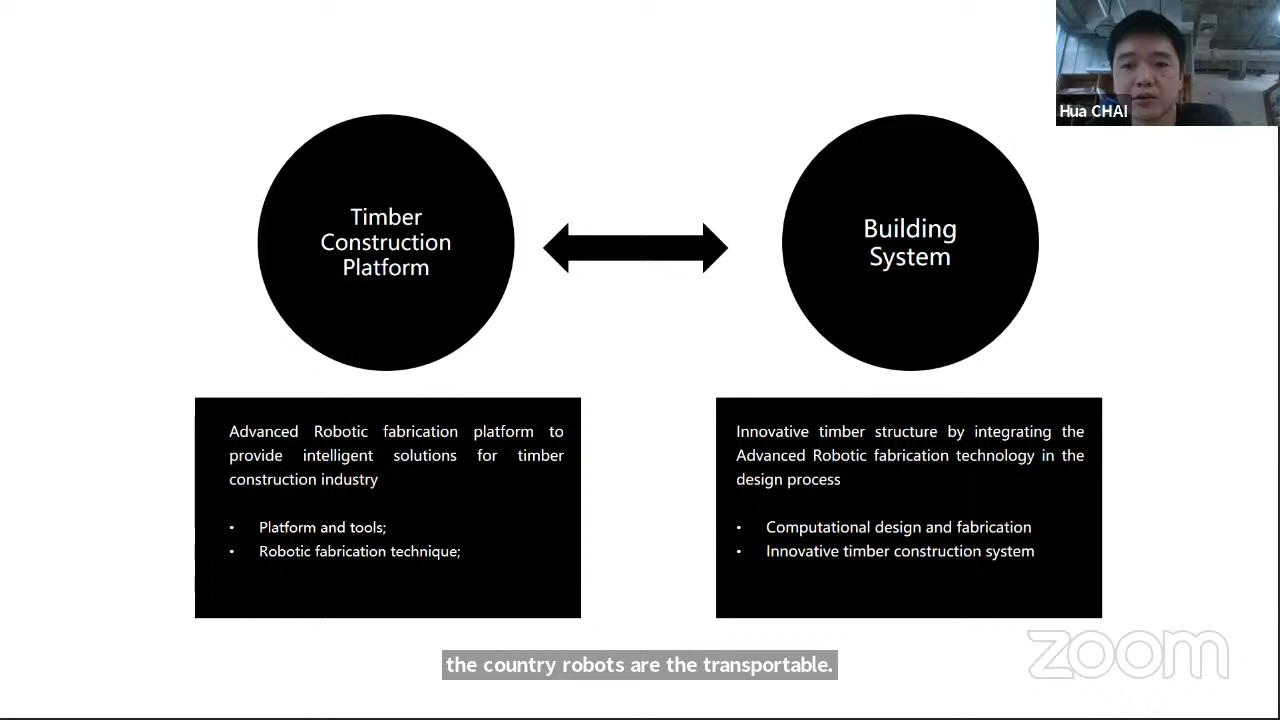 Hua CHAI
Timber
Construction
Platform
Building
System
Advanced Robotic fabrication platform to
provide intelligent solutions for timber
construction industry
• Platform and tools;
• Robotic fabrication technique;
Innovative timber structure by integrating the
Advanced Robotic fabrication technology in the
design process
• Computational design and fabrication
• Innovative timber construction system
the country robots are the transportable.
zoom